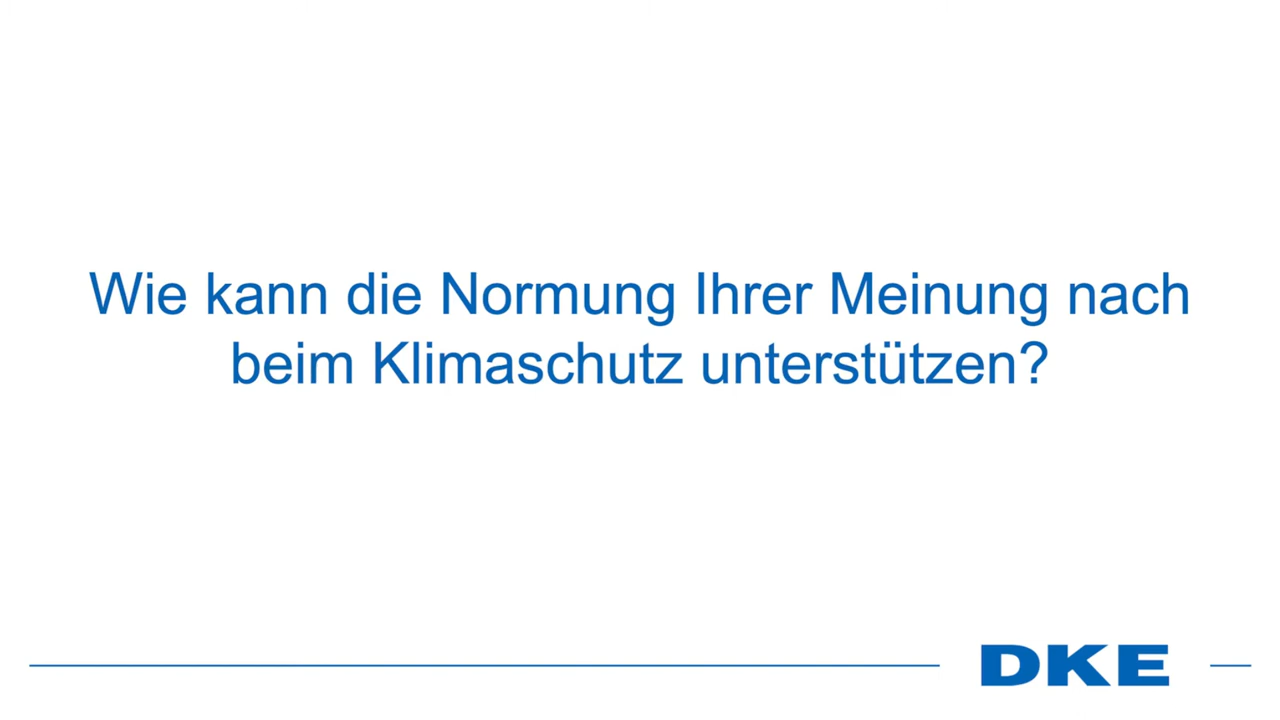 Wie kann die Normung Ihrer Meinung nach
beim Klimaschutz unterstützen?
DKE